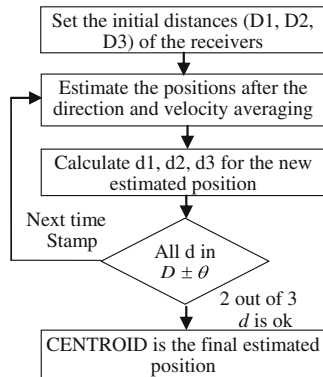 Set the initial distances (D1, D2,
D3) of the receivers
Estimate the positions after the
direction and velocity averaging
Calculate d1, d2, d3 for the new
estimated position
Next time
Stamp
All d in
D ± θ
2 out of 3
d is ok
CENTROID is the final estimated
position